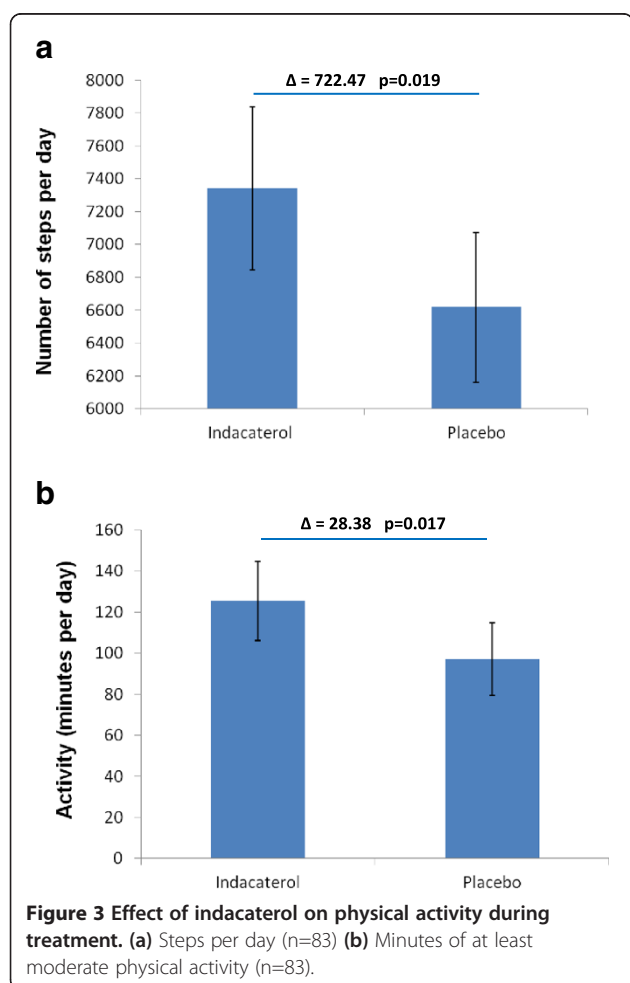 a
Δ = 722.47 p=0.019
Number of steps per day
8000
7800
7600
7400
7200
7000
6800
6600
6400
6200
6000
Indacaterol Placebo
b
Δ = 28.38 p=0.017
Activity (minutes per day)
160
140
120
100
80
60
40
20
0
Indacaterol Placebo
Figure 3 Effect of indacaterol on physical activity during
treatment. (a) Steps per day (n=83) (b) Minutes of at least
moderate physical activity (n=83).